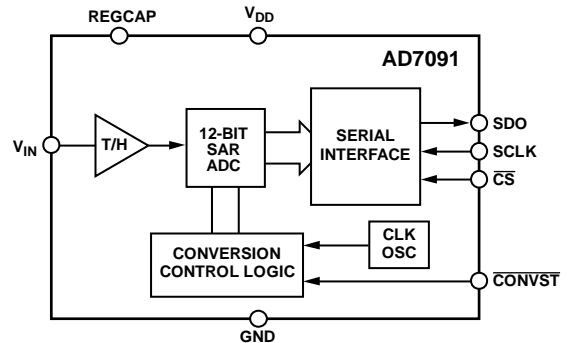 REGCAP
VDD
AD7091
VIN
T/H
12-BIT
SAR
ADC
SERIAL
INTERFACE
SDO
SCLK
CS
CONVERSION
CONTROL LOGIC
CLK
OSC
CONVST
GND